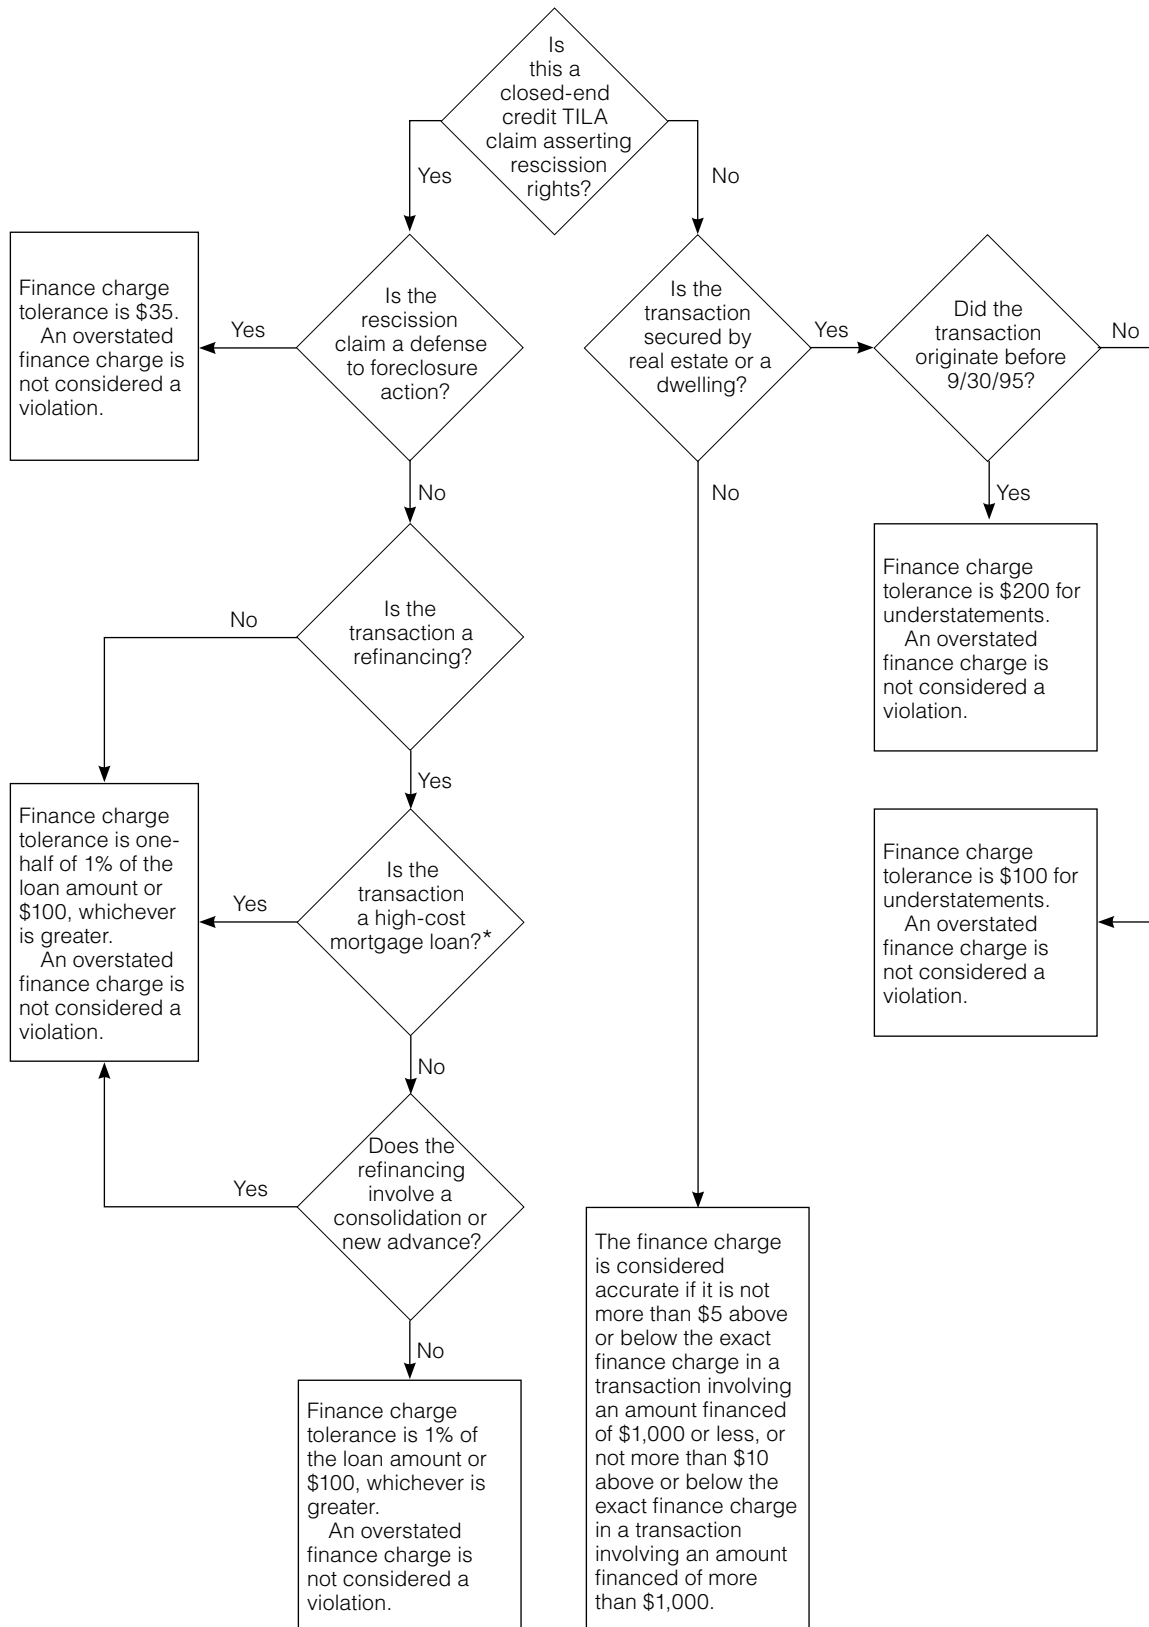 Is
this a
closed-end
credit TILA
claim asserting
rescission
rights?
Yes
No
Finance charge
tolerance is $35.
An overstated
finance charge is
not considered a
violation.
Yes
Is the
rescission
claim a defense
to foreclosure
action?
Is the
transaction
secured by
real estate or a
dwelling?
Yes
Did the
transaction
originate before
9/30/95?
No
No
No
Yes
Finance charge
tolerance is $200 for
understatements.
An overstated
finance charge is
not considered a
violation.
No
Is the
transaction a
refinancing?
Yes
Finance charge
tolerance is one-
half of 1% of the
loan amount or
$100, whichever
is greater.
An overstated
finance charge is
not considered a
violation.
Yes
Is the
transaction
a high-cost
mortgage loan?*
Finance charge
tolerance is $100 for
understatements.
An overstated
finance charge is
not considered a
violation.
No
Yes
Does the
refinancing
involve a
consolidation or
new advance?
No
Finance charge
tolerance is 1% of
the loan amount or
$100, whichever is
greater.
An overstated
finance charge is
not considered a
violation.
The finance charge
is considered
accurate if it is not
more than $5 above
or below the exact
finance charge in a
transaction involving
an amount financed
of $1,000 or less, or
not more than $10
above or below the
exact finance charge
in a transaction
involving an amount
financed of more
than $1,000.